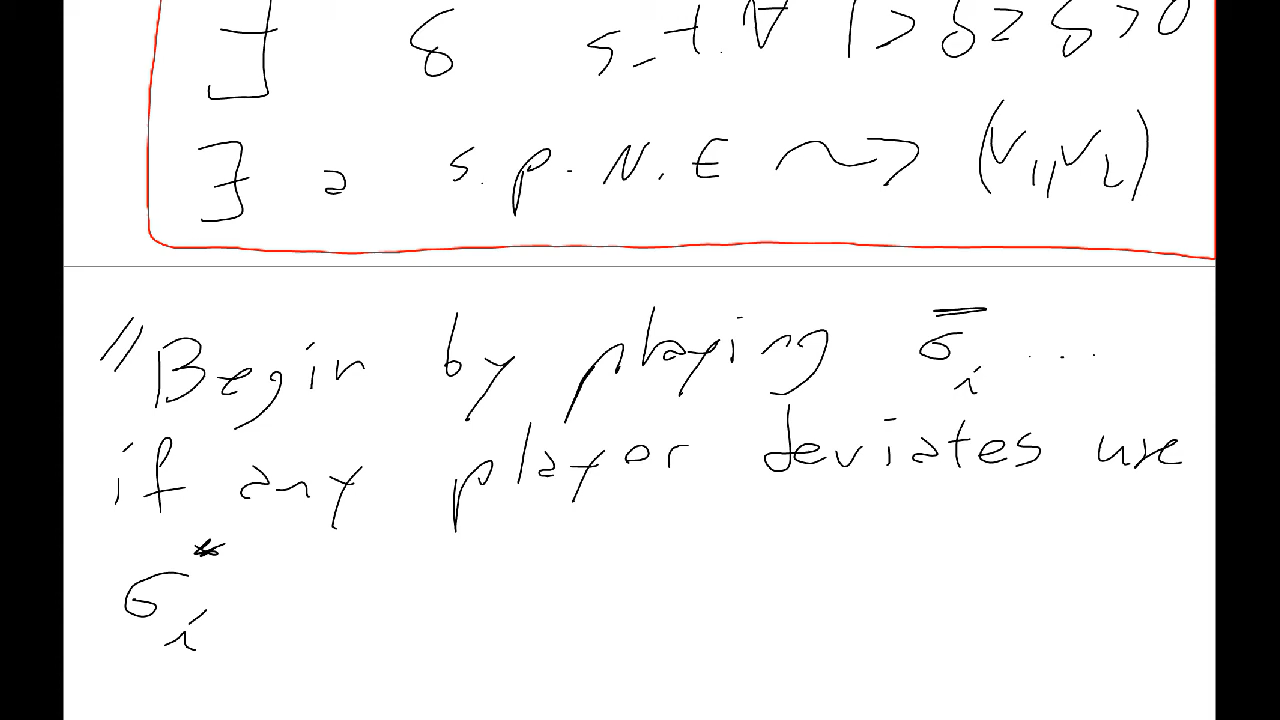 ∃ δ s.t. ∀ 1 > δ > δ > 0
∃ a s.p.N.E ⇝ (v₁, v₂)
"Begin by playing σ̄ᵢ ...
if any player deviates use
σᵢ*